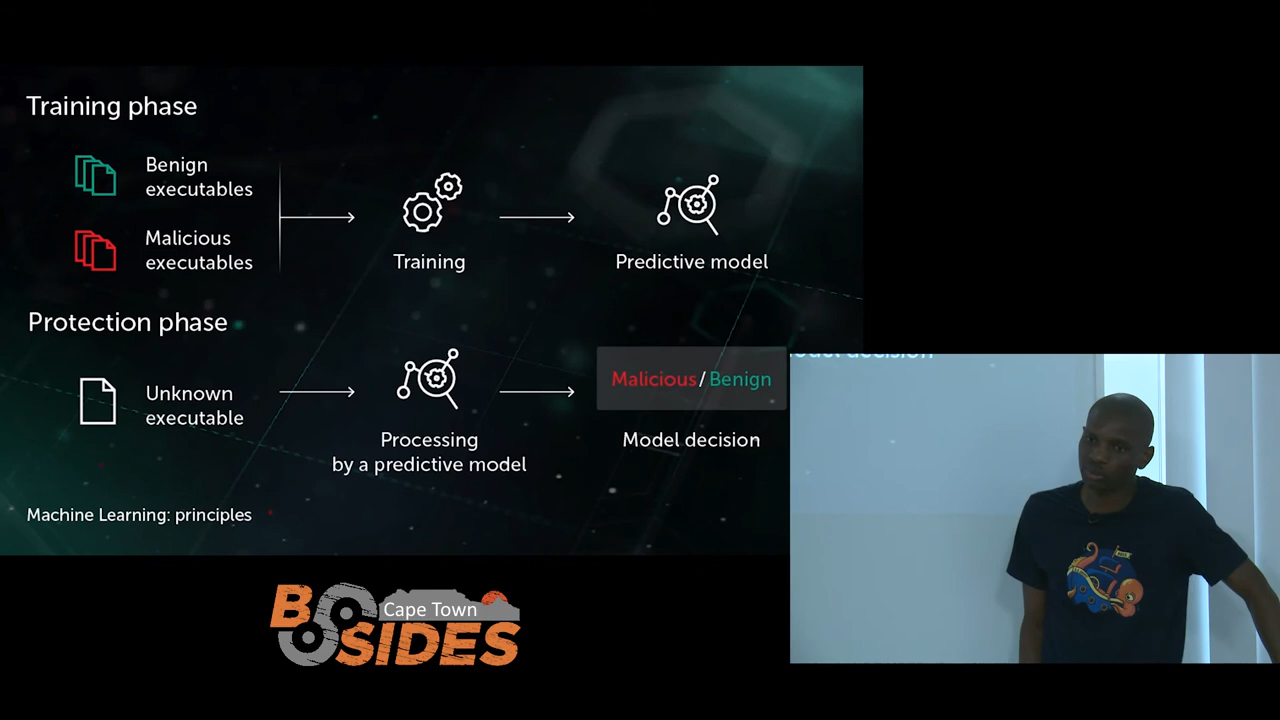 Training phase
Benign
executables
Malicious
executables
Training
Predictive model
Protection phase
Unknown
executable
Processing
by a predictive model
Malicious/Benign
Model decision
Machine Learning: principles
BSIDES
Cape Town
decision